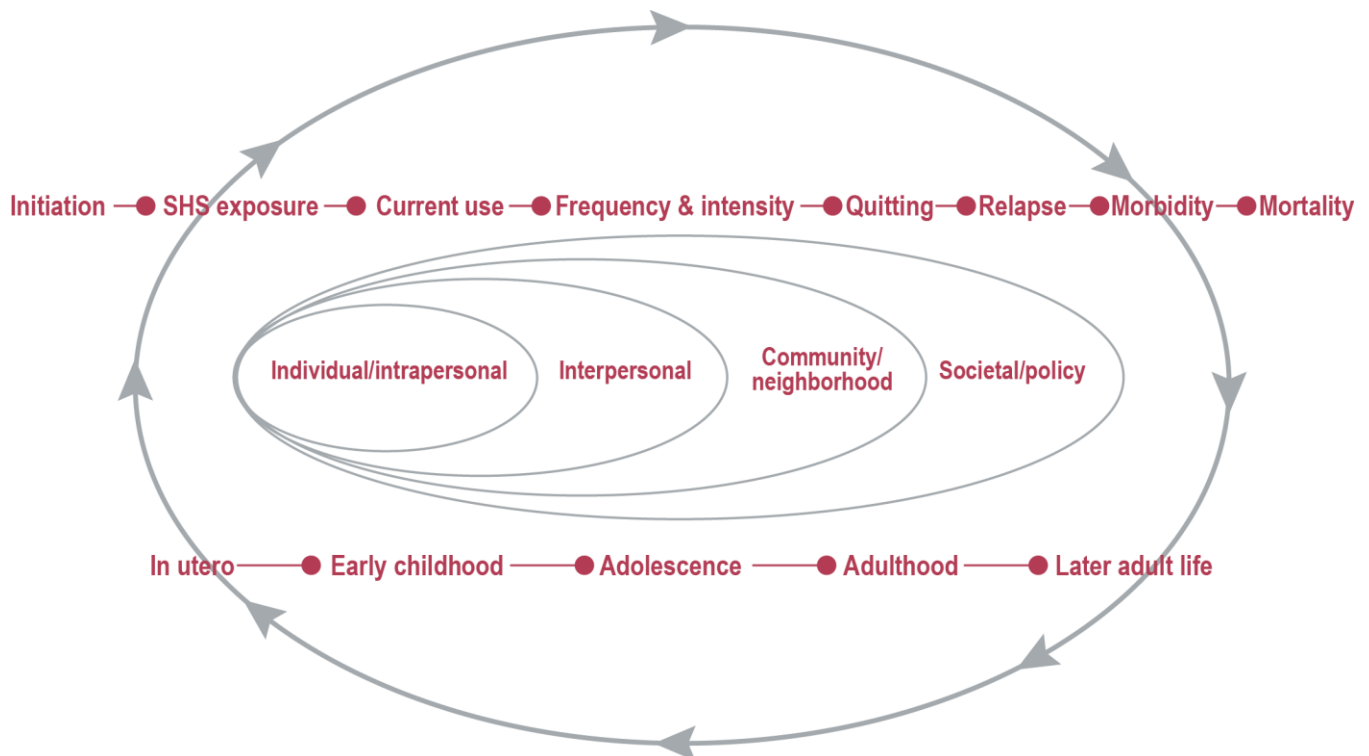 Initiation SHS exposure Current use Frequency & intensity Quitting Relapse Morbidity Mortality
Individual/intrapersonal
Interpersonal
Community/
neighborhood
Societal/policy
In utero Early childhood Adolescence Adulthood Later adult life